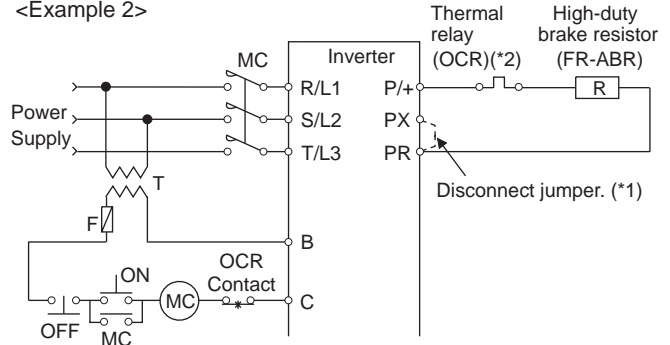 <Example 2>
Thermal
relay
(OCR)(*2)
High-duty
brake resistor
(FR-ABR)
MC
Inverter
R/L1
P/+
R
Power
Supply
S/L2
PX
T/L3
PR
Disconnect jumper. (*1)
T
F
B
ON
OCR
Contact
MC
C
OFF
MC